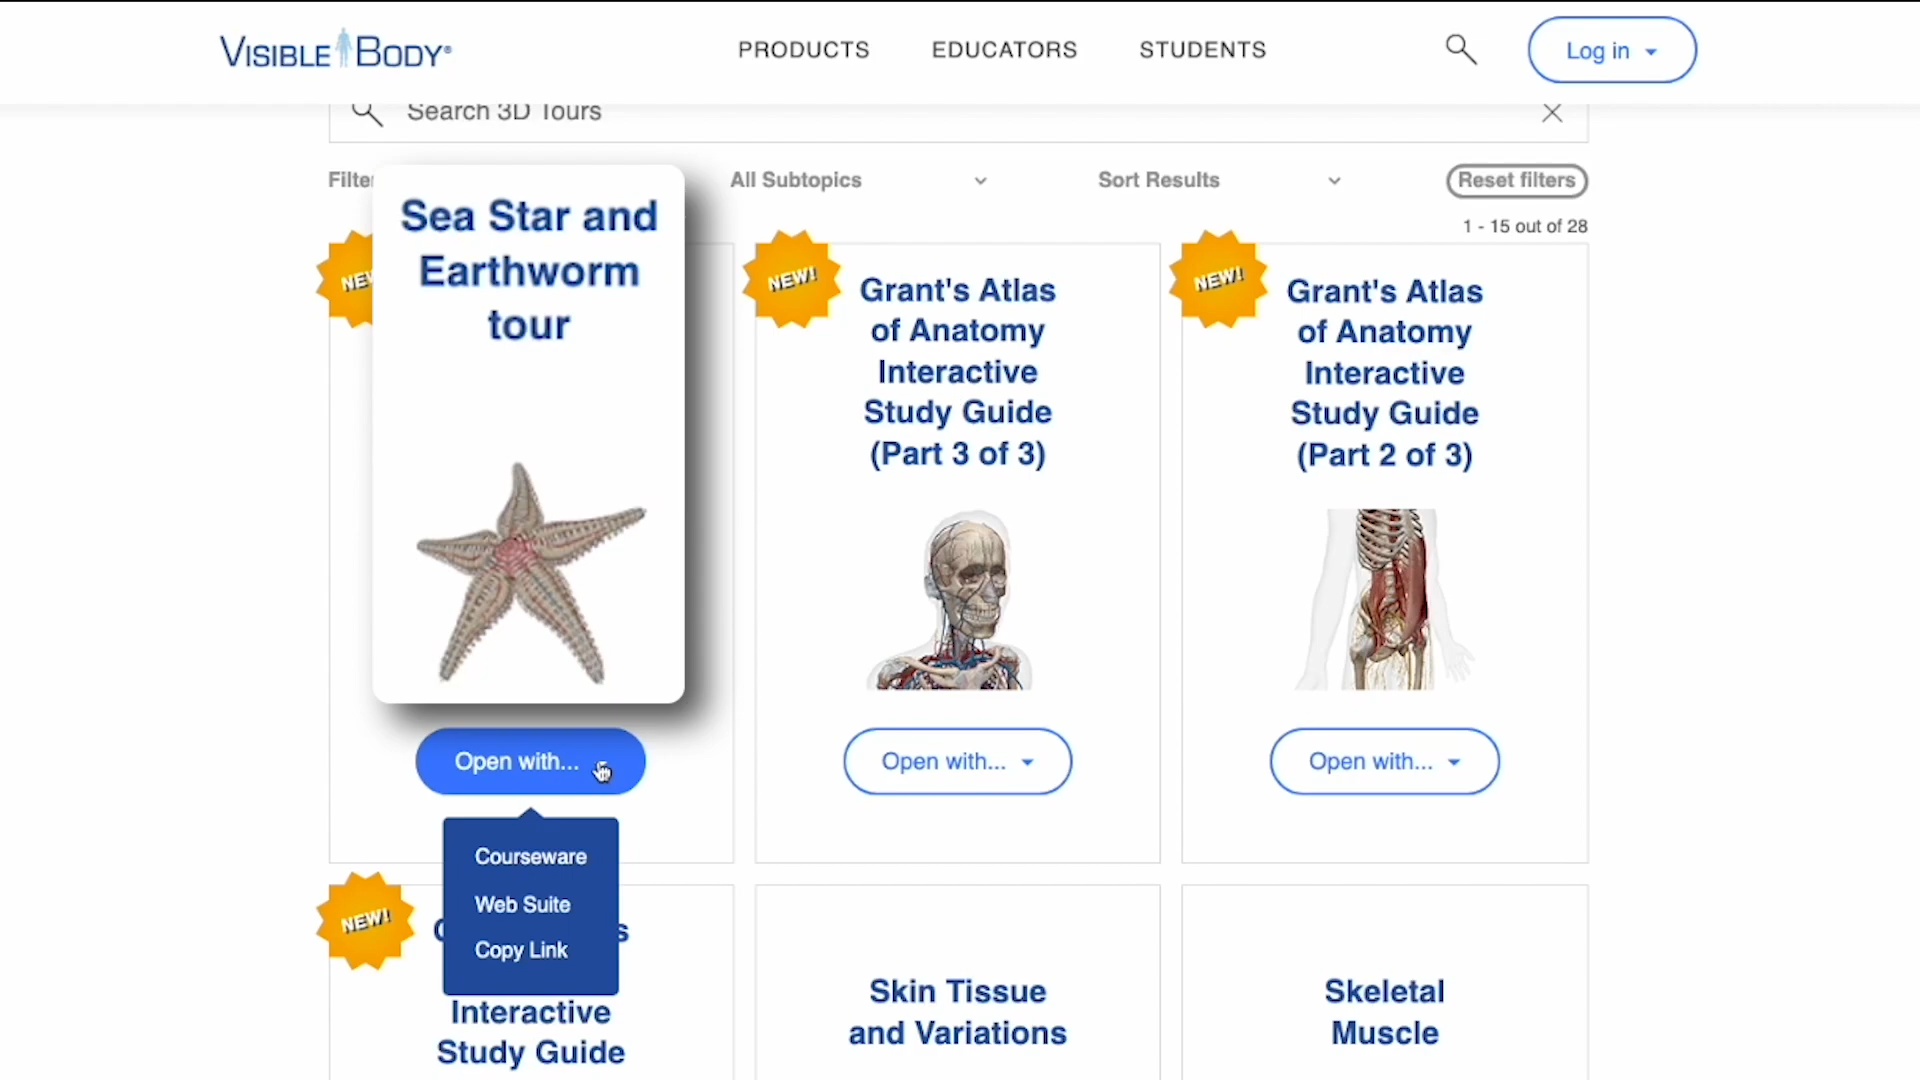 VISIBLE BODY®
PRODUCTS
EDUCATORS
STUDENTS
Log in
Search 3D Tours
All Subtopics
Sort Results
Reset filters
1 - 15 out of 28
Sea Star and
Earthworm
tour
NEW!
Grant's Atlas
of Anatomy
Interactive
Study Guide
(Part 3 of 3)
NEW!
Grant's Atlas
of Anatomy
Interactive
Study Guide
(Part 2 of 3)
Open with...
Open with...
Open with...
Courseware
Web Suite
Copy Link
NEW!
Interactive
Study Guide
Skin Tissue
and Variations
Skeletal
Muscle